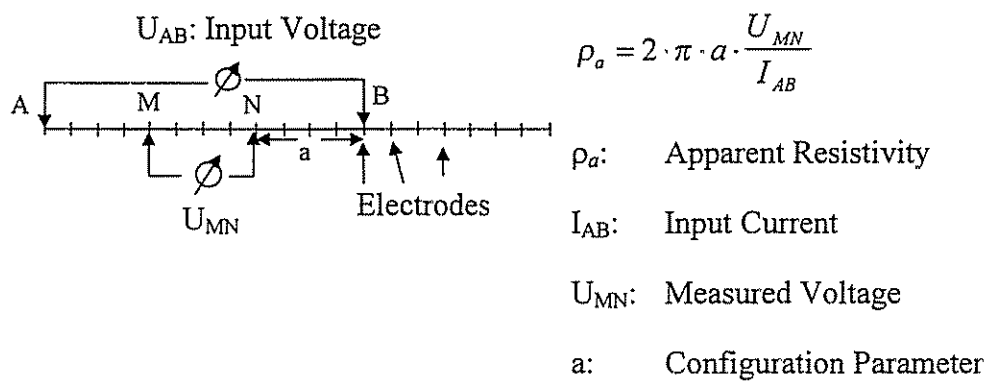 U_AB: Input Voltage
A
M
N
B
a
U_MN
Electrodes
ρ_a = 2 · π · a · U_MN / I_AB
ρ_a: Apparent Resistivity
I_AB: Input Current
U_MN: Measured Voltage
a: Configuration Parameter